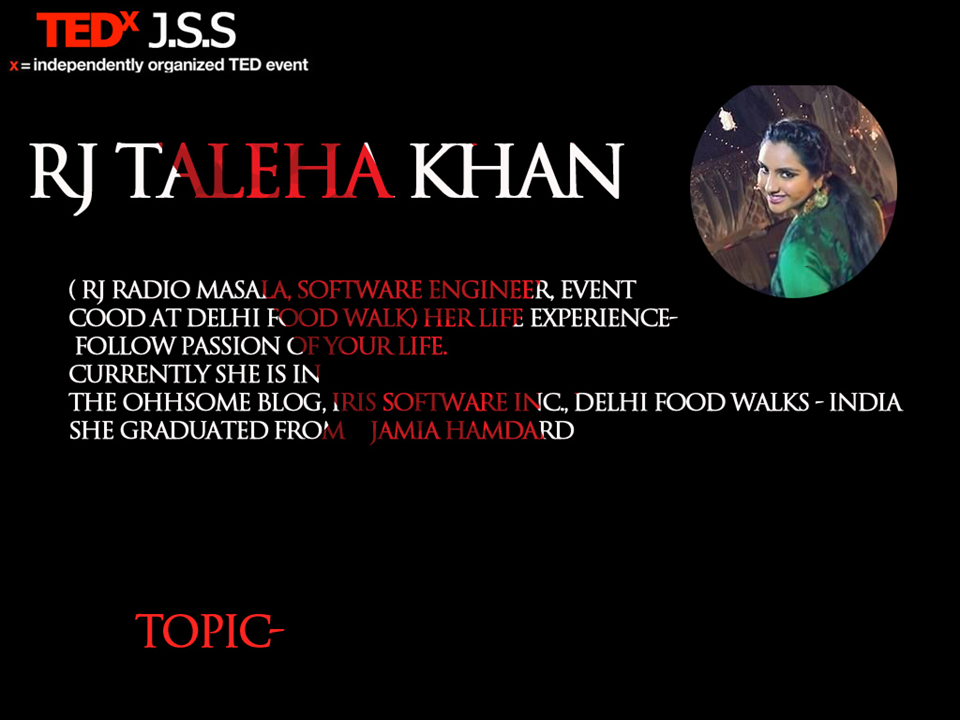 TEDx J.S.S
x = independently organized TED event
RJ TALEHA KHAN
( RJ RADIO MASALA, SOFTWARE ENGINEER, EVENT
COOD AT DELHI FOOD WALK) HER LIFE EXPERIENCE-
FOLLOW PASSION OF YOUR LIFE.
CURRENTLY SHE IS IN
THE OHHSOME BLOG, IRIS SOFTWARE INC., DELHI FOOD WALKS - INDIA
SHE GRADUATED FROM JAMIA HAMDARD
TOPIC-